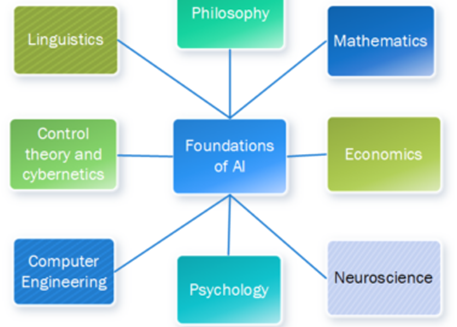 Philosophy
Linguistics
Mathematics
Control
theory and
cybernetics
Foundations
of AI
Economics
Computer
Engineering
Psychology
Neuroscience